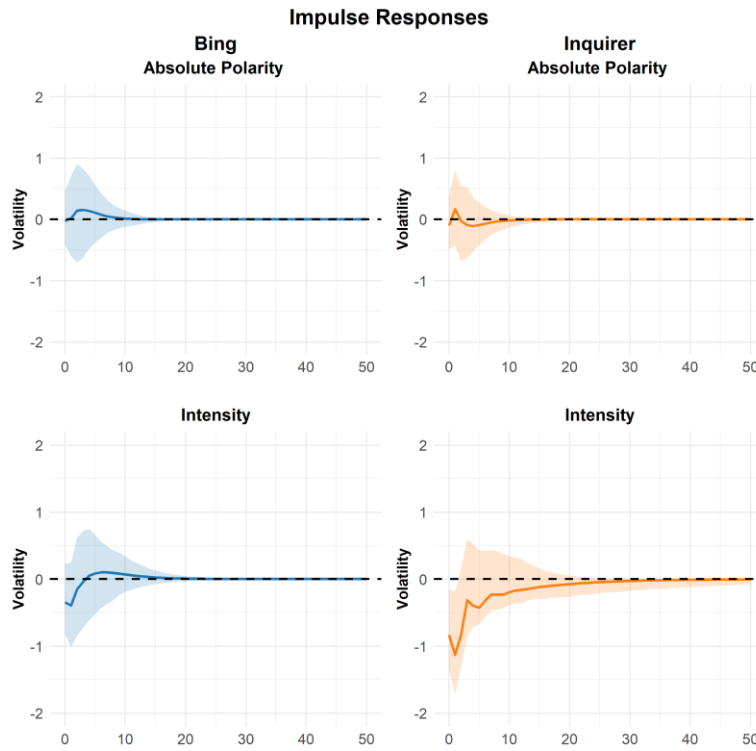 Impulse Responses
Bing Inquirer
Absolute Polarity Absolute Polarity
Volatility Volatility
2 2
1 1
0 0
-1 -1
-2 -2
0 10 20 30 40 50 0 10 20 30 40 50
Intensity Intensity
Volatility Volatility
2 2
1 1
0 0
-1 -1
-2 -2
0 10 20 30 40 50 0 10 20 30 40 50